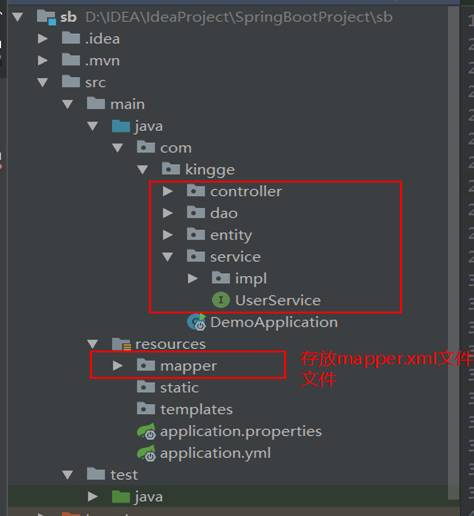 sb D:\IDEA\IdeaProject\SpringBootProject\sb
.idea
.mvn
src
main
java
com
kingge
controller
dao
entity
service
impl
UserService
DemoApplication
resources
mapper
存放mapper.xml文件
文件
static
templates
application.properties
application.yml
test
java